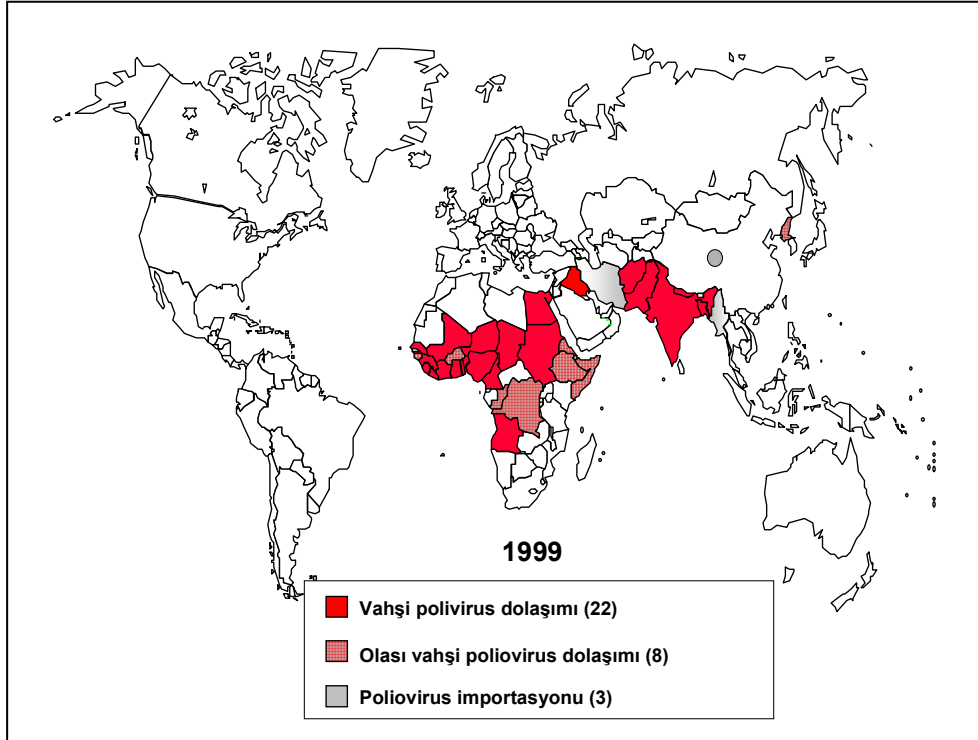 1999
Vahşi polivirus dolaşımı (22)
Olası vahşi poliovirus dolaşımı (8)
Poliovirus importasyonu (3)